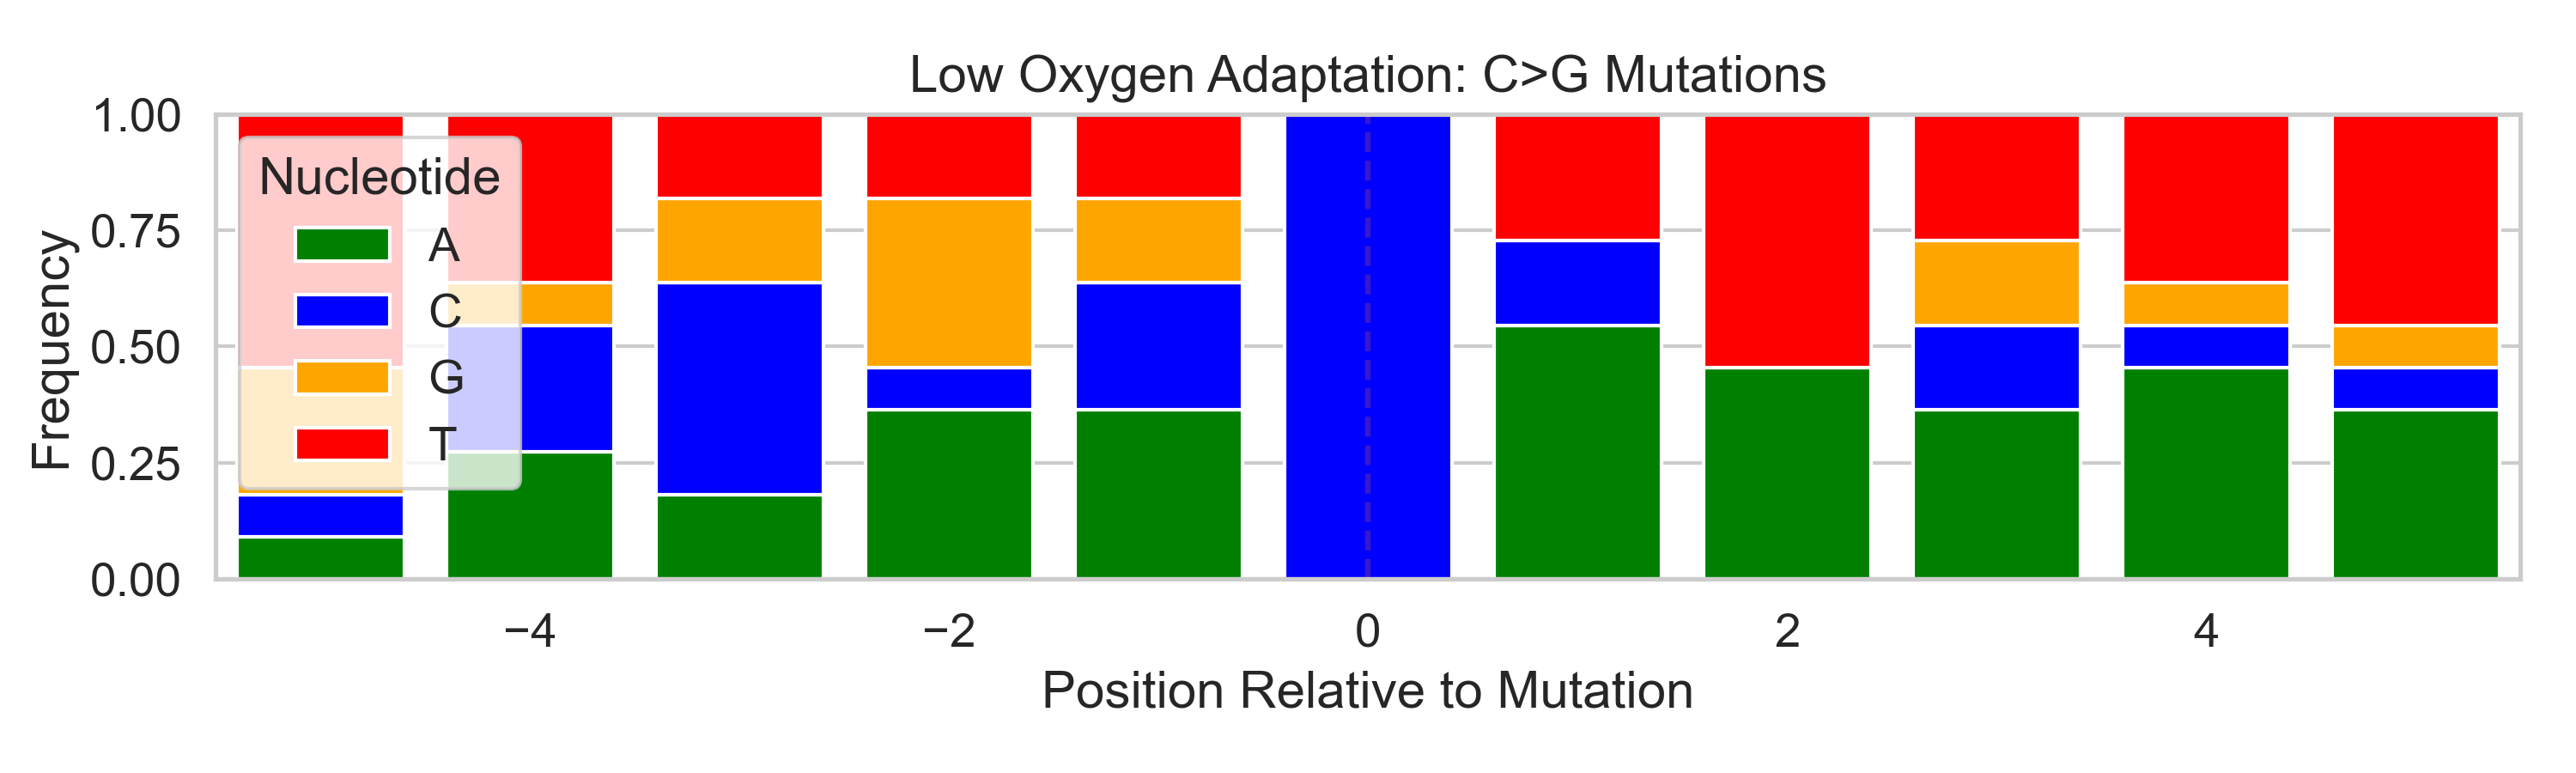 Low Oxygen Adaptation: C>G Mutations
Frequency
1.00
0.75
0.50
0.25
0.00
Nucleotide
A
C
G
T
−4 −2 0 2 4
Position Relative to Mutation